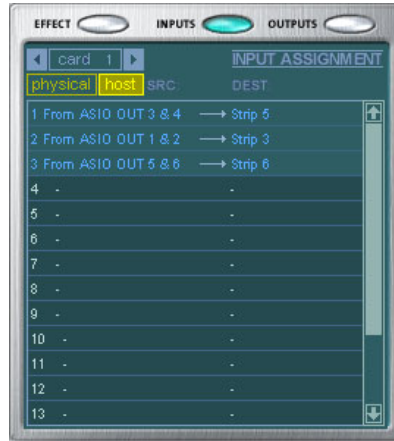 EFFECT INPUTS OUTPUTS
card 1 INPUT ASSIGNMENT
physical host SRC. DEST.
1 From ASIO OUT 3 & 4 → Strip 5
2 From ASIO OUT 1 & 2 → Strip 3
3 From ASIO OUT 5 & 6 → Strip 6
4 - -
5 - -
6 - -
7 - -
8 - -
9 - -
10 - -
11 - -
12 - -
13 - -